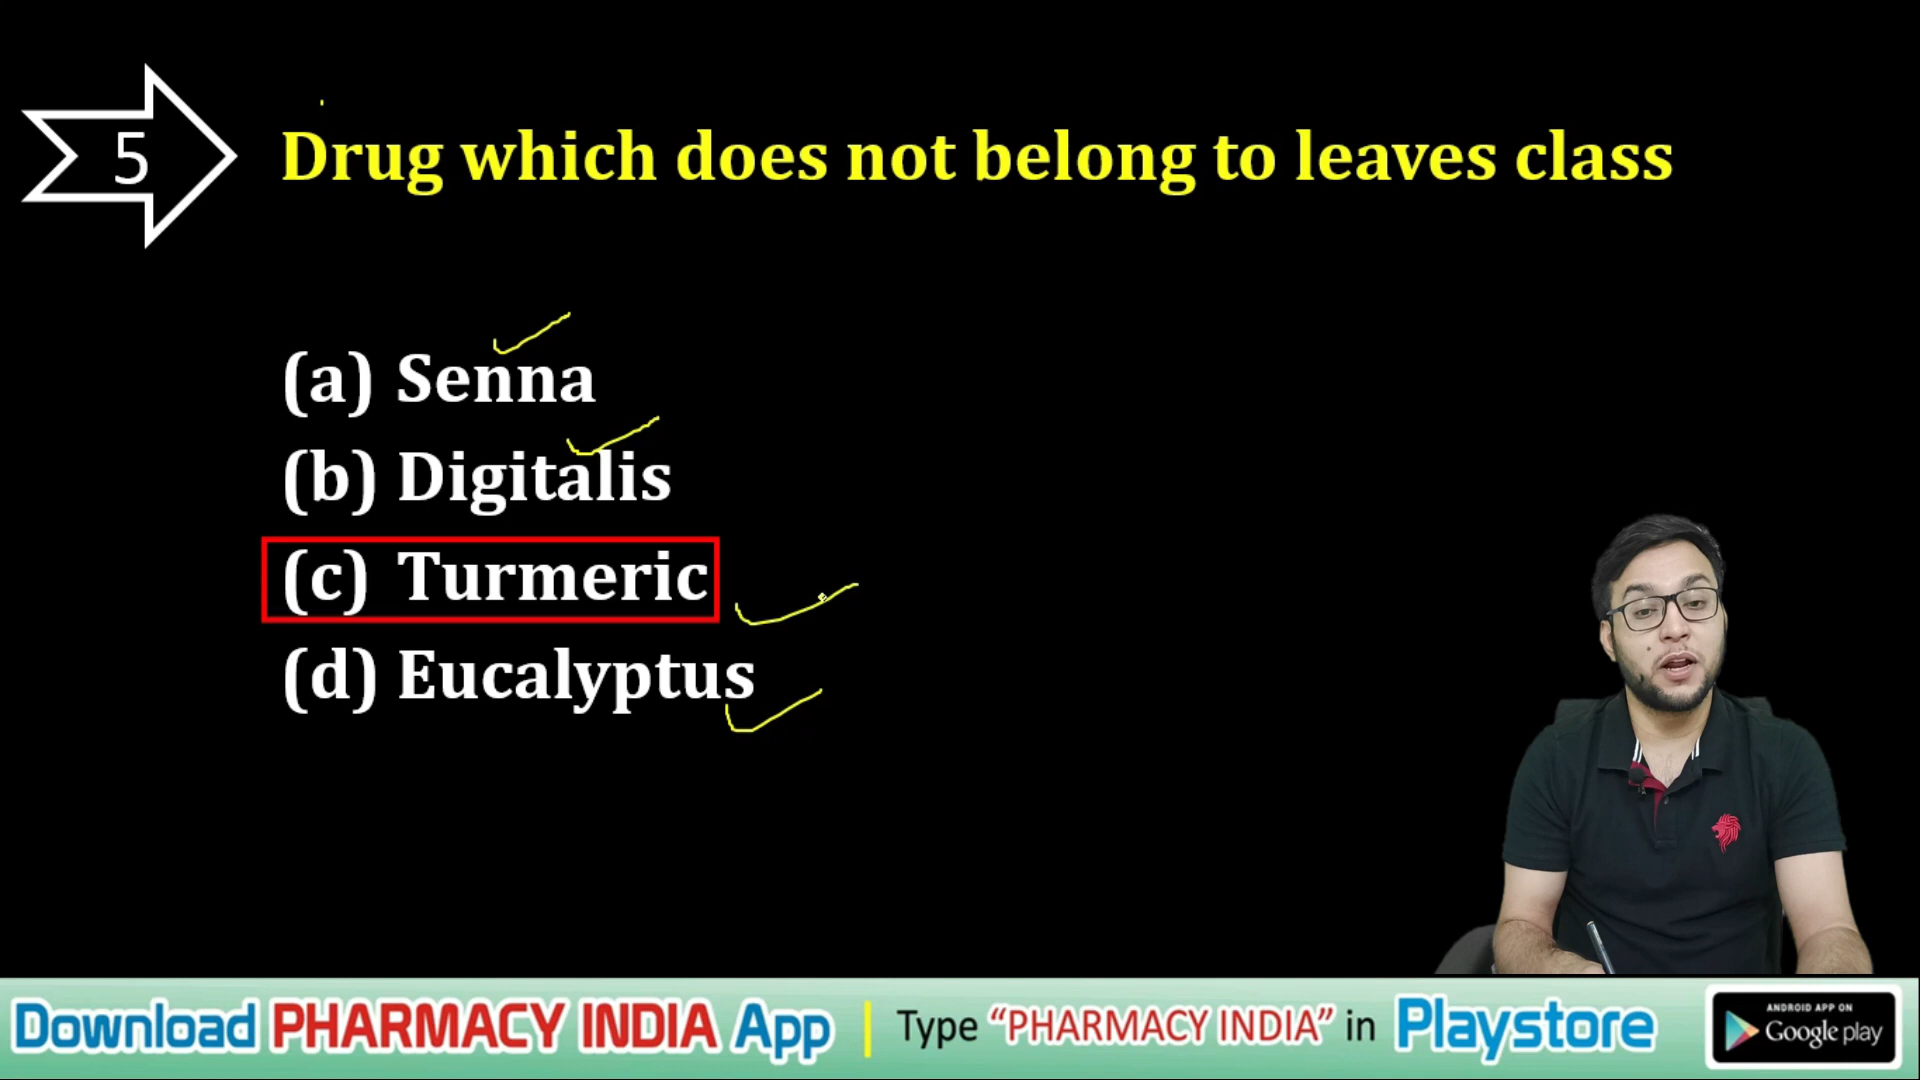 5
Drug which does not belong to leaves class
(a) Senna
(b) Digitalis
(c) Turmeric
(d) Eucalyptus
Download PHARMACY INDIA App | Type “PHARMACY INDIA” in Playstore
ANDROID APP ON
Google play